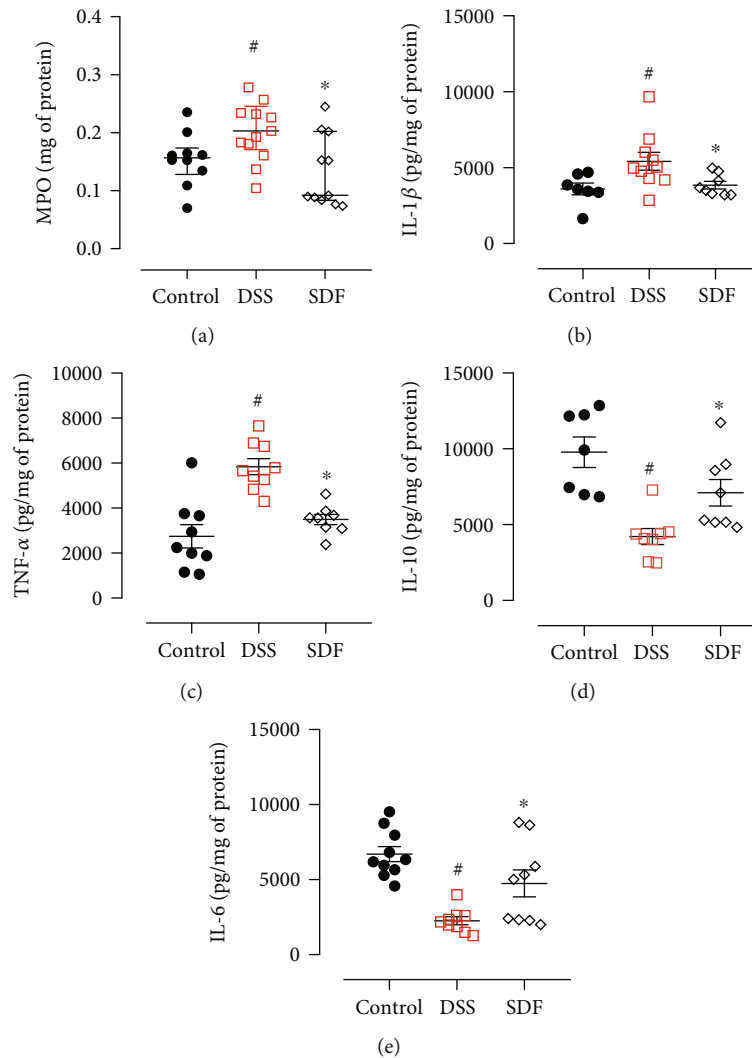 0.4
0.3
0.2
0.1
0.0
MPO (mg of protein)
#
*
Control DSS SDF
(a)
15000
10000
5000
0
IL-1β (pg/mg of protein)
#
*
Control DSS SDF
(b)
10000
8000
6000
4000
2000
0
TNF-α (pg/mg of protein)
#
*
Control DSS SDF
(c)
15000
10000
5000
0
IL-10 (pg/mg of protein)
#
*
Control DSS SDF
(d)
15000
10000
5000
0
IL-6 (pg/mg of protein)
#
*
Control DSS SDF
(e)